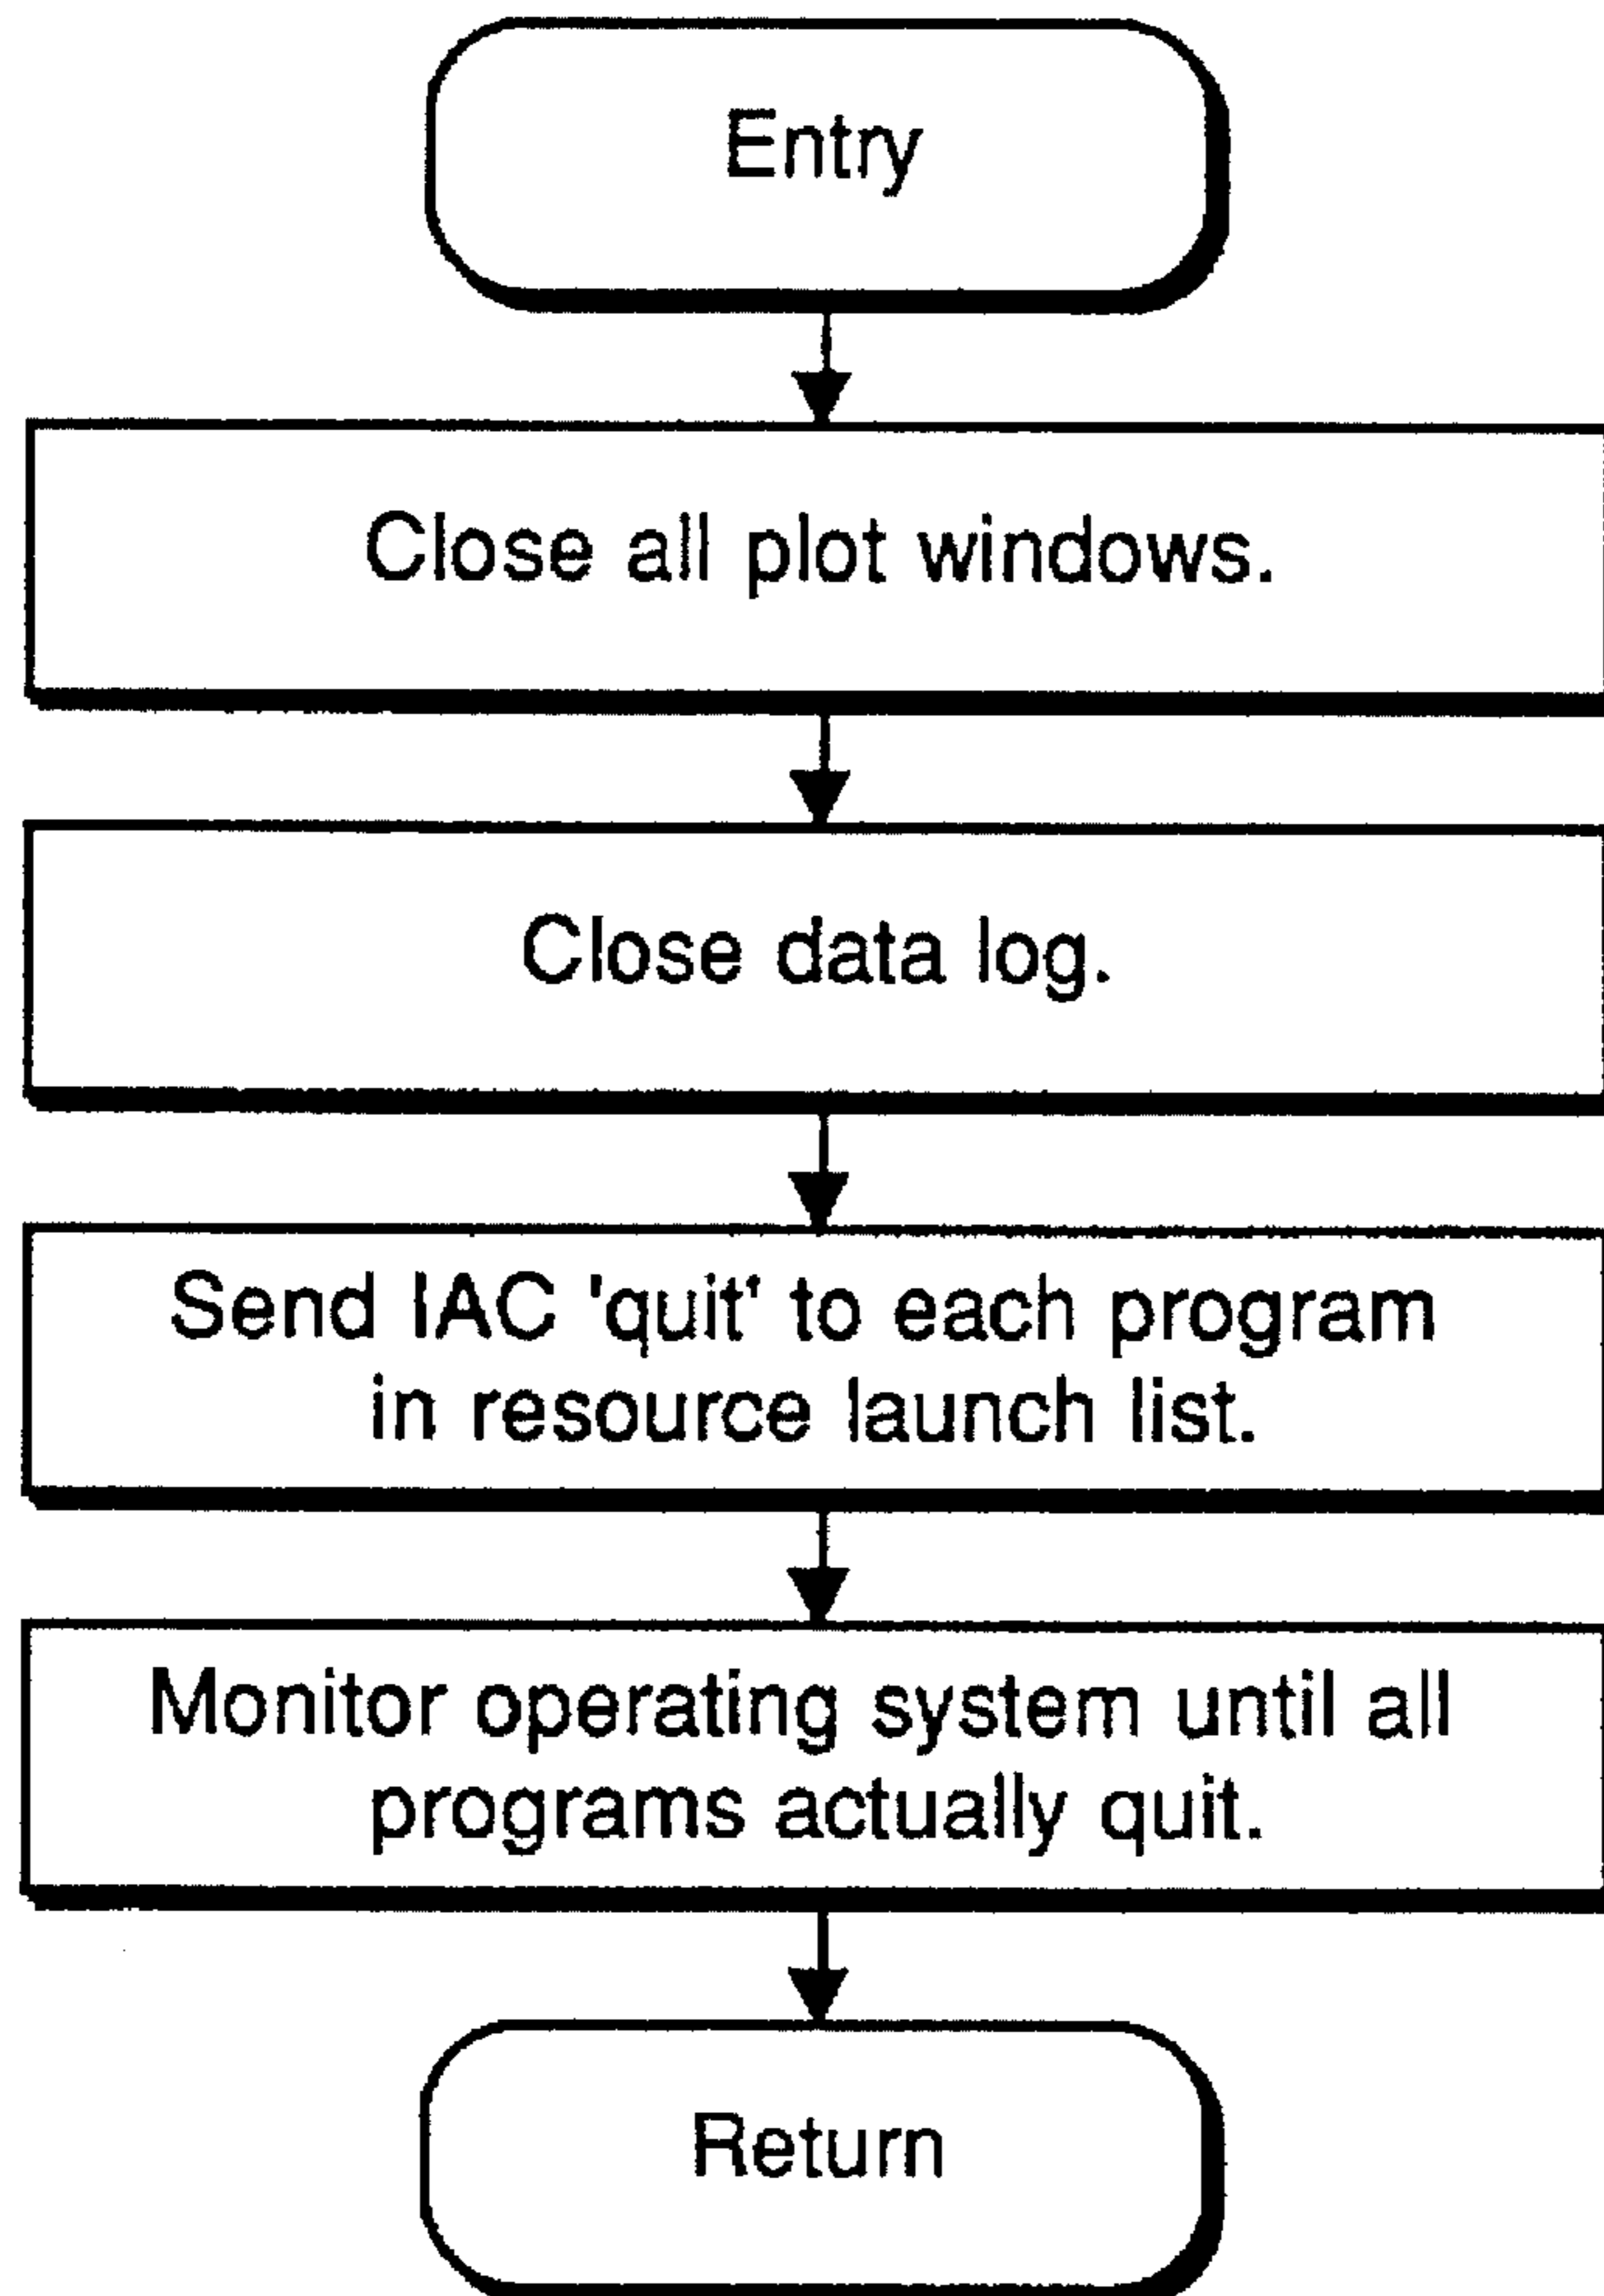 Entry
Close all plot windows.
Close data log.
Send IAC 'quit' to each program
in resource launch list.
Monitor operating system until all
programs actually quit.
Return